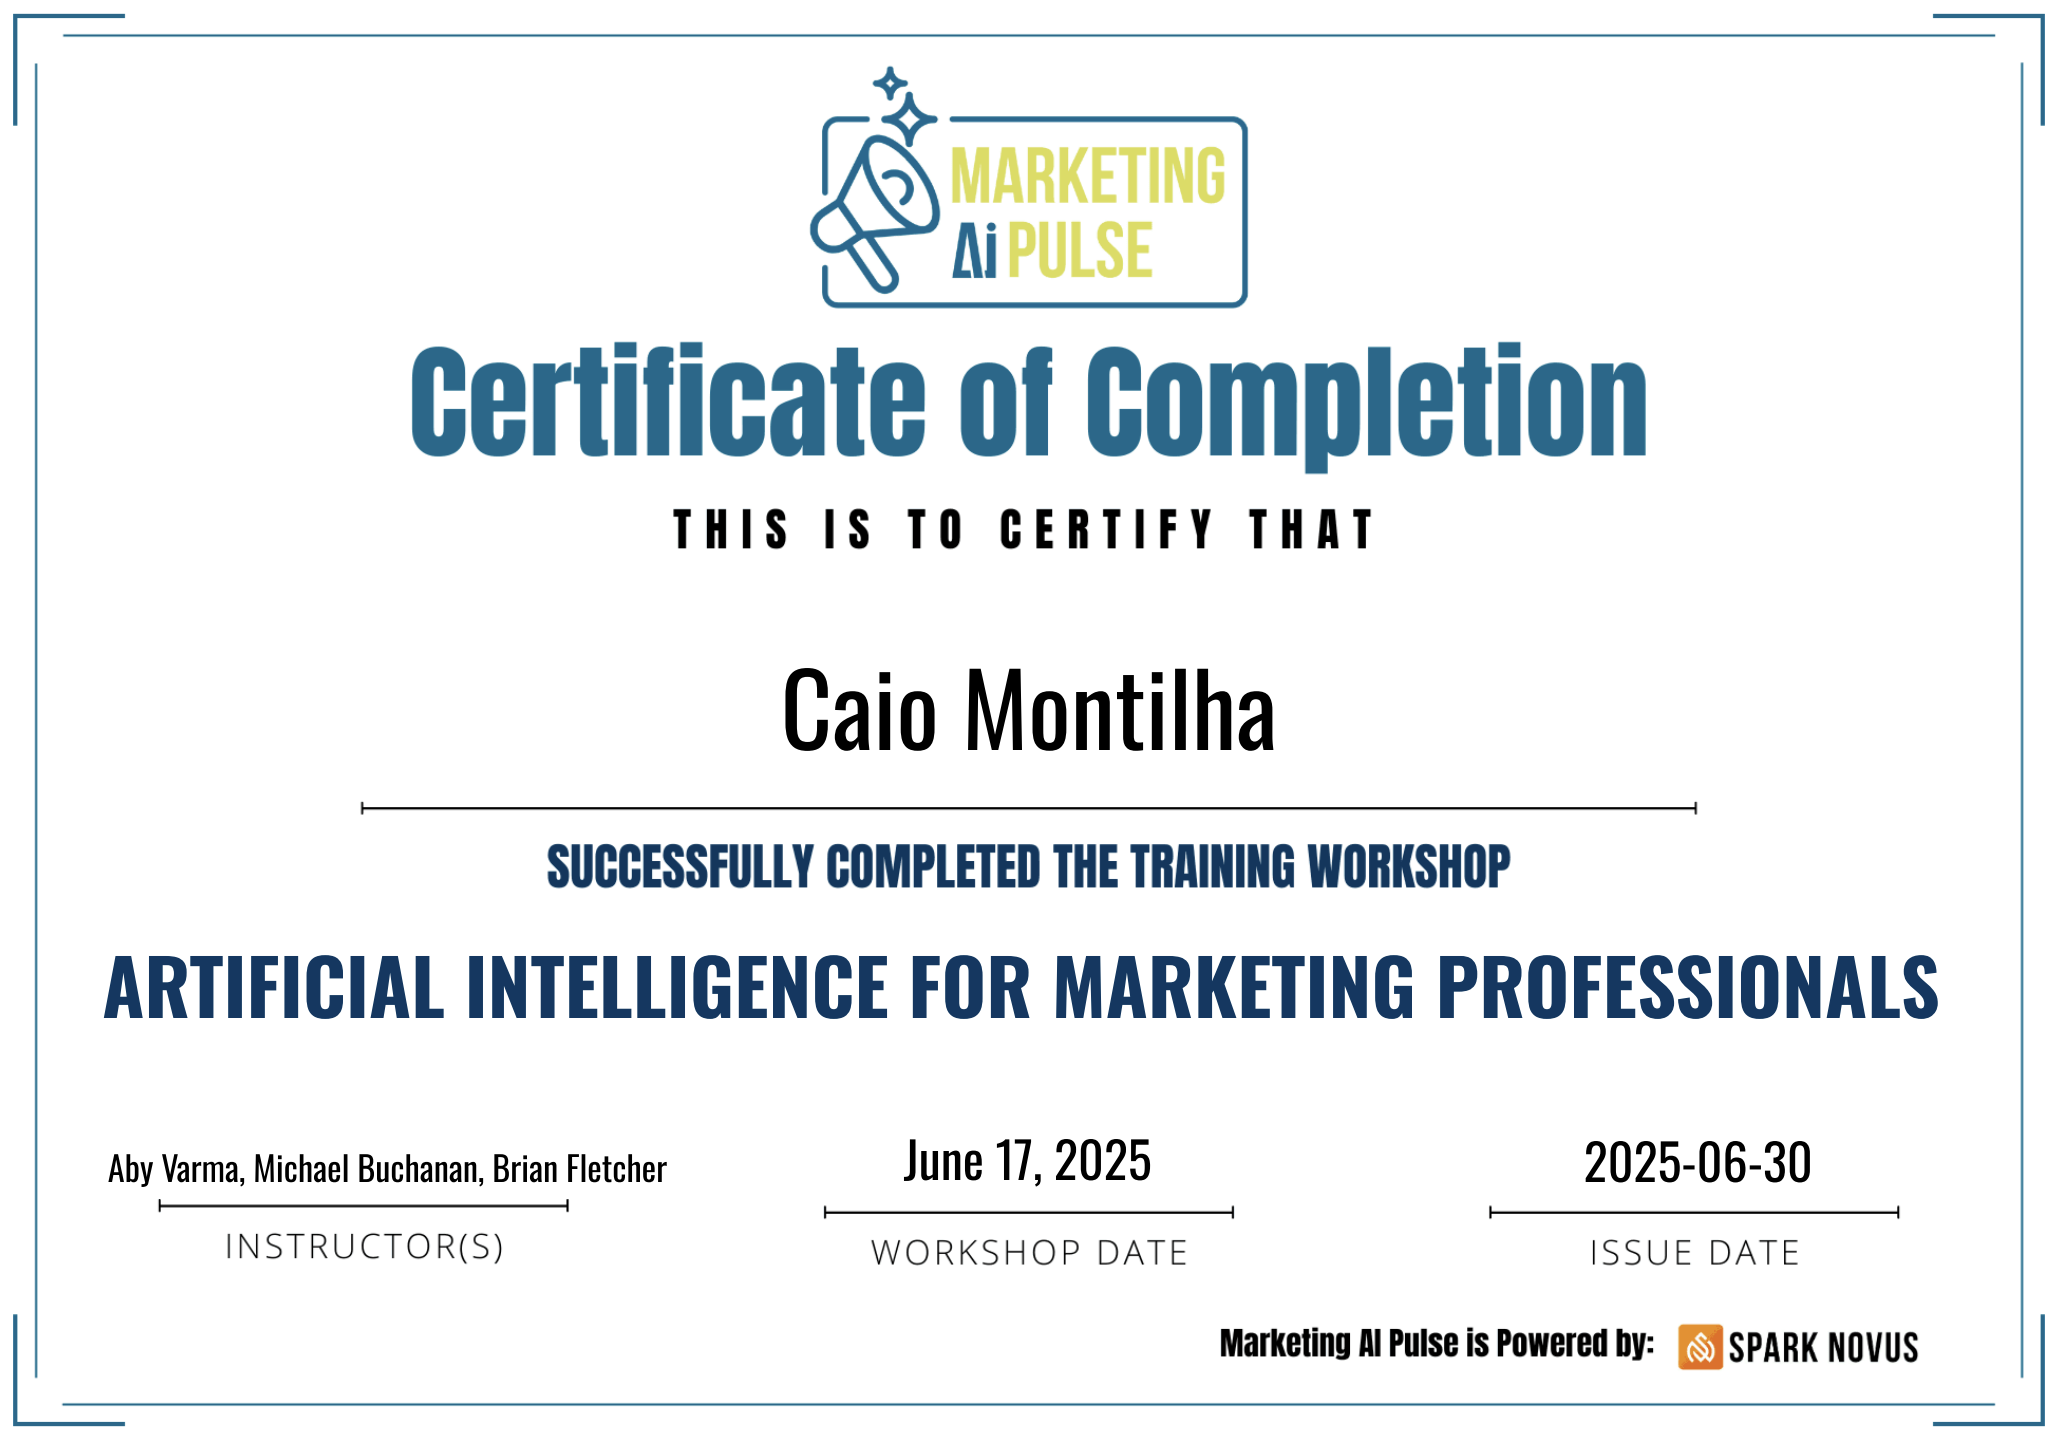 MARKETING
Ai PULSE
Certificate of Completion
THIS IS TO CERTIFY THAT
Caio Montilha
SUCCESSFULLY COMPLETED THE TRAINING WORKSHOP
ARTIFICIAL INTELLIGENCE FOR MARKETING PROFESSIONALS
Aby Varma, Michael Buchanan, Brian Fletcher
INSTRUCTOR(S)
June 17, 2025
WORKSHOP DATE
2025-06-30
ISSUE DATE
Marketing AI Pulse is Powered by: SPARK NOVUS